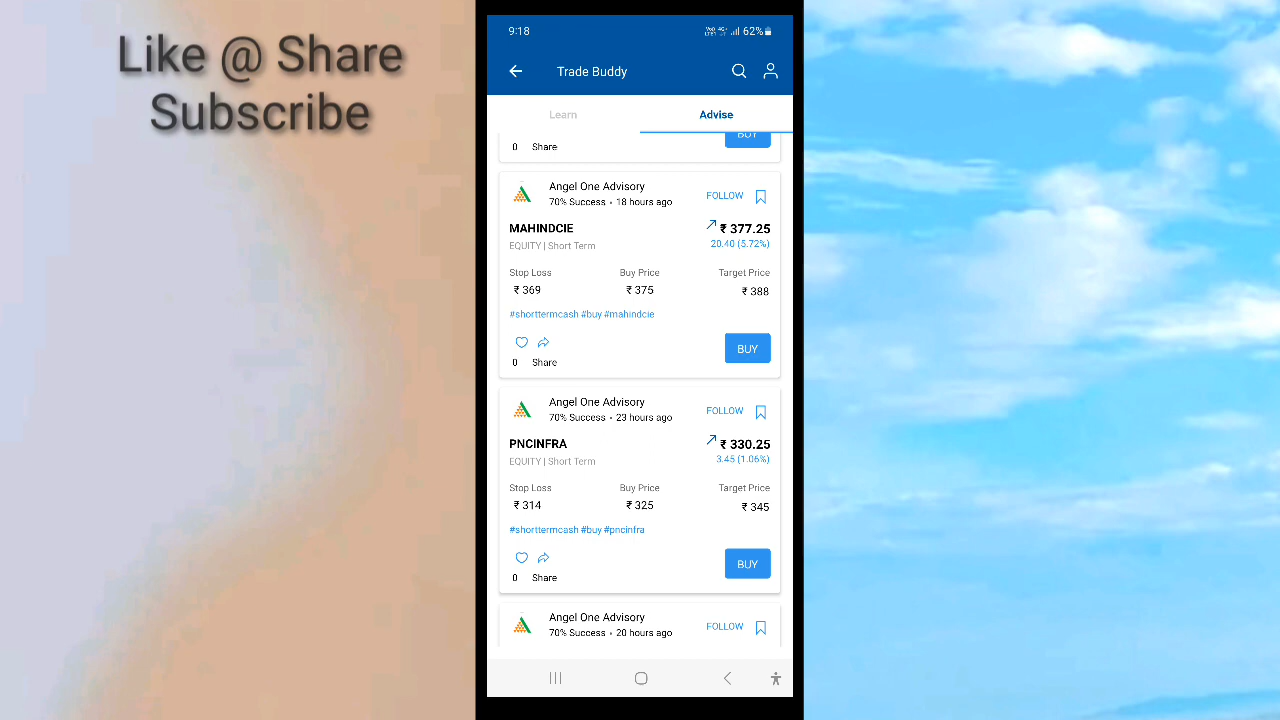 Like @ Share
Subscribe
9:18
62%
Trade Buddy
Learn
Advise
BUY
0 Share
Angel One Advisory
70% Success • 18 hours ago
FOLLOW
MAHINDCIE
₹ 377.25
EQUITY | Short Term
20.40 (5.72%)
Stop Loss
Buy Price
Target Price
₹ 369
₹ 375
₹ 388
#shorttermcash #buy #mahindcie
0 Share
BUY
Angel One Advisory
70% Success • 23 hours ago
FOLLOW
PNCINFRA
₹ 330.25
EQUITY | Short Term
3.45 (1.06%)
Stop Loss
Buy Price
Target Price
₹ 314
₹ 325
₹ 345
#shorttermcash #buy #pncinfra
0 Share
BUY
Angel One Advisory
70% Success • 20 hours ago
FOLLOW